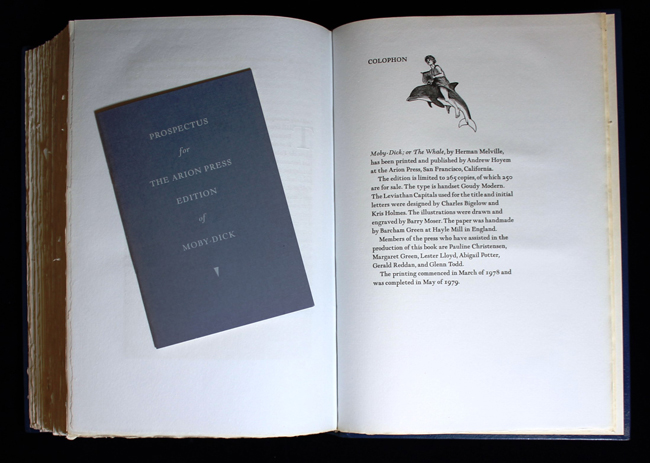 PROSPECTUS
for
THE ARION PRESS
EDITION
of
MOBY-DICK
COLOPHON
Moby-Dick; or The Whale, by Herman Melville,
has been printed and published by Andrew Hoyem
at the Arion Press, San Francisco, California.
The edition is limited to 265 copies, of which 250
are for sale. The type is handset Goudy Modern.
The Leviathan Capitals used for the title and initial
letters were designed by Charles Bigelow and
Kris Holmes. The illustrations were drawn and
engraved by Barry Moser. The paper was handmade
by Barcham Green at Hayle Mill in England.
Members of the press who have assisted in the
production of this book are Pauline Christensen,
Margaret Green, Lester Lloyd, Abigail Potter,
Gerald Reddan, and Glenn Todd.
The printing commenced in March of 1978 and
was completed in May of 1979.